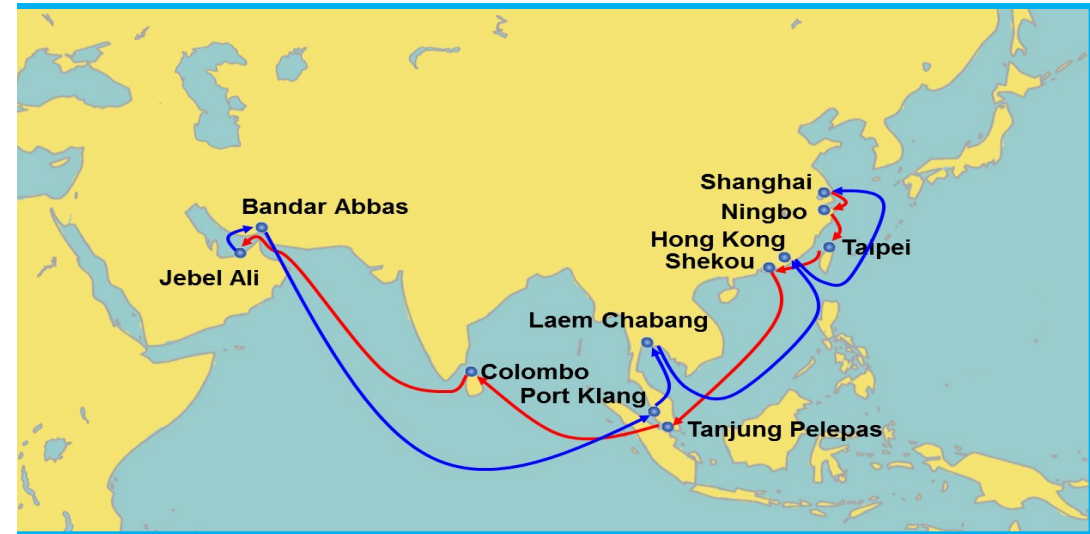 Shanghai
Ningbo
Bandar Abbas
Hong Kong
Taipei
Shekou
Jebel Ali
Laem Chabang
Colombo
Port Klang
Tanjung Pelepas